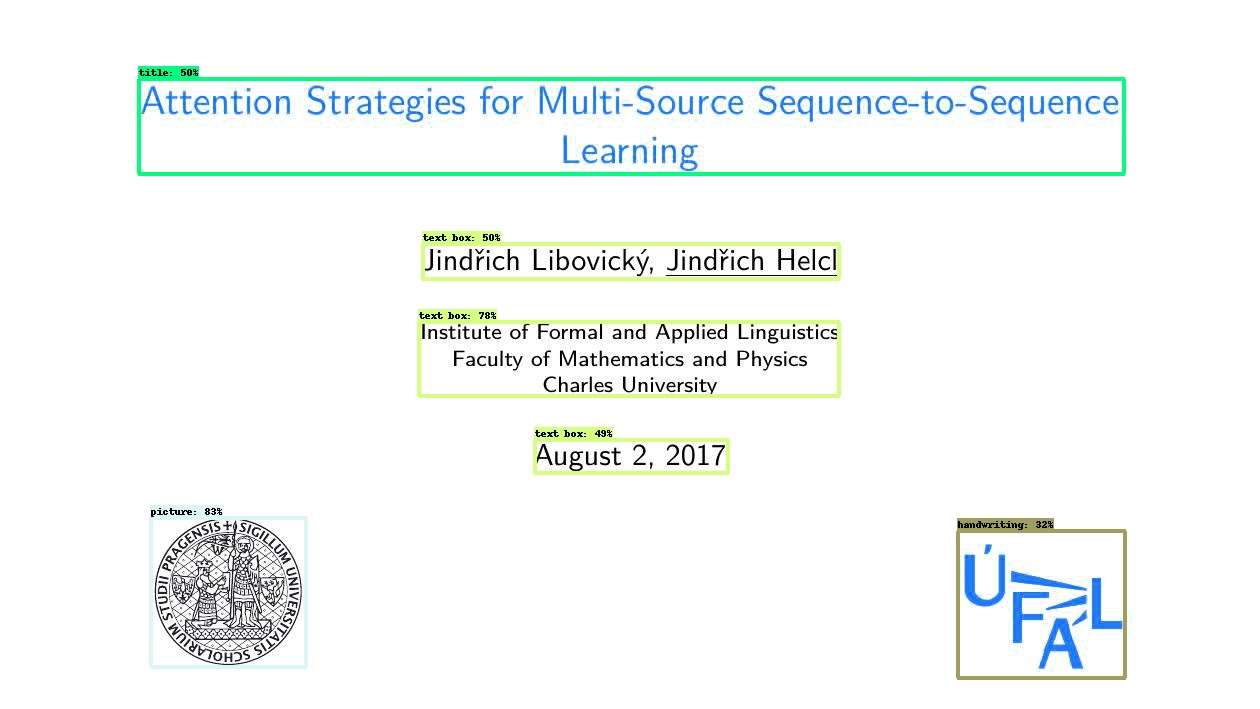 title: 50%
Attention Strategies for Multi-Source Sequence-to-Sequence
Learning
text box: 50%
Jindřich Libovický, Jindřich Helcl
text box: 78%
Institute of Formal and Applied Linguistics
Faculty of Mathematics and Physics
Charles University
text box: 49%
August 2, 2017
picture: 83%
SIGILLUM UNIVERSITATIS SCHOLARIUM STUDII PRAGENSIS
handwriting: 32%
ÚFAL